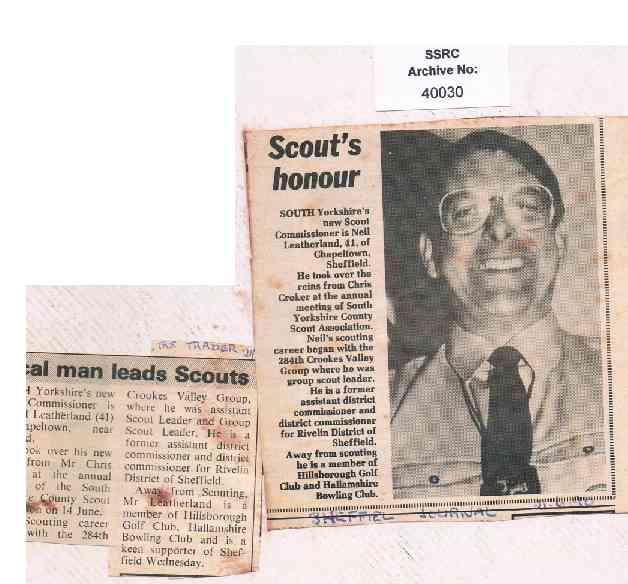 SSRC
Archive No:
40030
Scout's
honour
SOUTH Yorkshire's
new Scout
Commissioner is Neil
Leatherland, 41, of
Chapeltown,
Sheffield.
He took over the
reins from Chris
Croker at the annual
meeting of South
Yorkshire County
Scout Association.
Neil's scouting
career began with the
284th Crookes Valley
Group where he was
group scout leader.
He is a former
assistant district
commissioner and
district commissioner
for Rivelin District of
Sheffield.
Away from scouting
he is a member of
Hillsborough Golf
Club and Hallamshire
Bowling Club.
SHEFFIEL JOURNAL
TRADER
cal man leads Scouts
Yorkshire's new
Commissioner is
Leatherland (41)
peltown, near
d.
ok over his new
from Mr Chris
at the annual
of the South
County Scout
on on 14 June.
Scouting career
with the 284th
Crookes Valley Group,
where he was assistant
Scout Leader and Group
Scout Leader. He is a
former assistant district
commissioner and district
commissioner for Rivelin
District of Sheffield.
Away from Scouting,
Mr Leatherland is a
member of Hillsborough
Golf Club, Hallamshire
Bowling Club and is a
keen supporter of Shef-
field Wednesday.